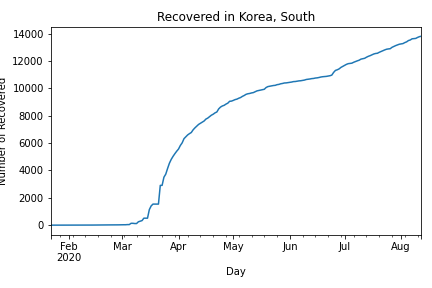 Recovered in Korea, South
14000
12000
10000
8000
6000
4000
2000
0
Number of Recovered
Feb
2020
Mar
Apr
May
Jun
Jul
Aug
Day